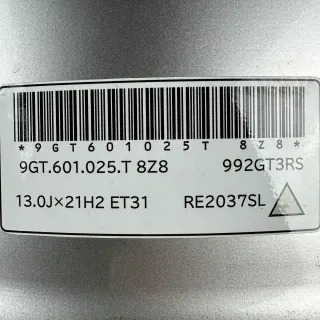 *9GT601025T 8Z8*
9GT.601.025.T 8Z8 992GT3RS
13.0J×21H2 ET31 RE2037SL